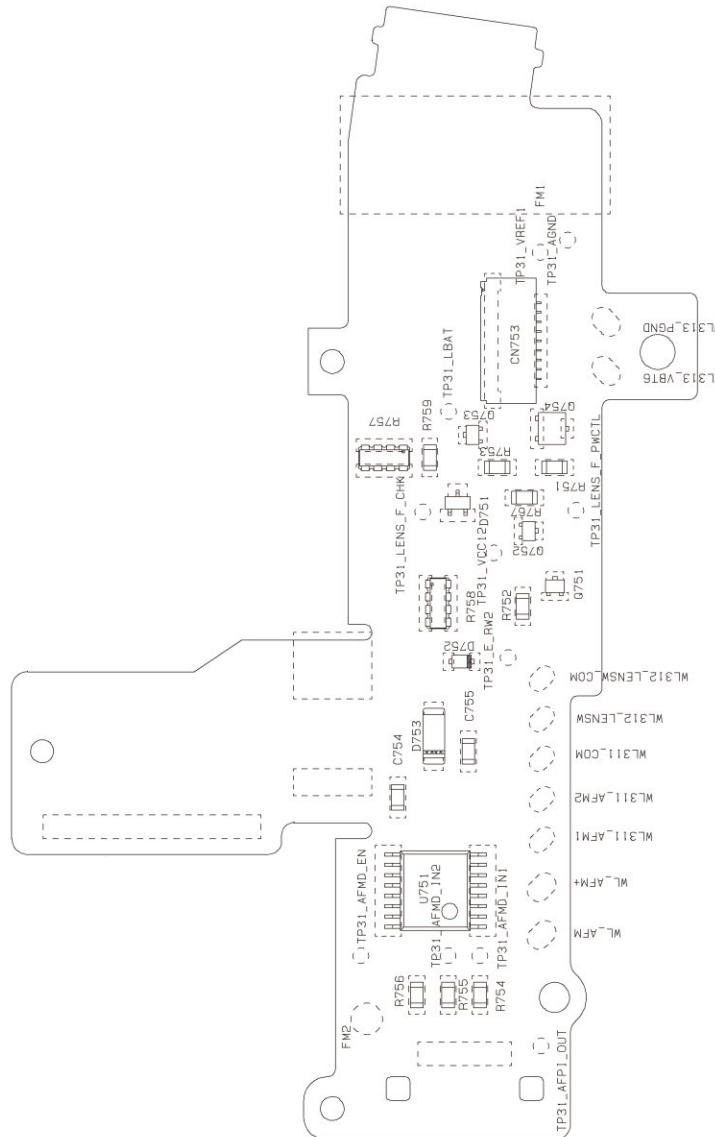 FM1
TP31_VREF1
TP31_AGND
CN753
L313_PGND
L313_VBT6
TP31_LBAT
R757
R759
Q753
Q754
R753
R751
TP31_LENS_F_PWCTL
TP31_LENS_F_CHK
D751
R767
Q752
TP31_VCC12
Q751
R758
R752
TP31_E_RW2
D752
WL312_LENSW_COM
WL312_LENSW
C755
D753
C754
WL311_COM
WL311_AFM2
WL311_AFM1
WL_AFM+
WL_AFM
TP31_AFMD_EN
U751
TP31_AFMD_IN2
TP31_AFMD_IN1
R756
R755
R754
FM2
TP31_AFPI_OUT